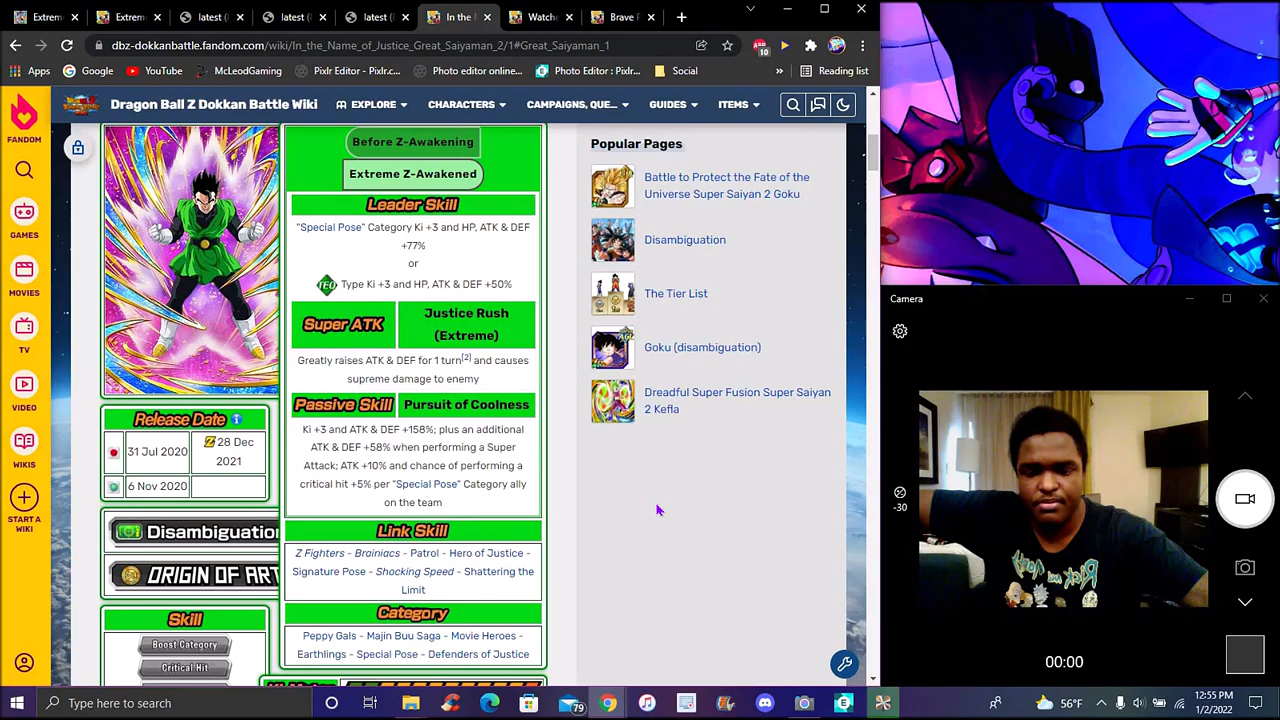 Extrem
Extrem
latest (
latest (
latest (
In the
Watch
Brave F
dbz-dokkanbattle.fandom.com/wiki/In_the_Name_of_Justice_Great_Saiyaman_2/1#Great_Saiyaman_1
10
Apps
Google
YouTube
McLeodGaming
Pixlr Editor - Pixlr.c...
Photo editor online...
Photo Editor : Pixlr...
Social
»
Reading list
Dragon Ball Z Dokkan Battle Wiki
EXPLORE
CHARACTERS
CAMPAIGNS, QUE...
GUIDES
ITEMS
FANDOM
GAMES
MOVIES
TV
VIDEO
WIKIS
START A
WIKI
Before Z-Awakening
Extreme Z-Awakened
Leader Skill
"Special Pose" Category Ki +3 and HP, ATK & DEF
+77%
or
TEQ Type Ki +3 and HP, ATK & DEF +50%
Super ATK
Justice Rush
(Extreme)
Greatly raises ATK & DEF for 1 turn[2] and causes
supreme damage to enemy
Passive Skill
Pursuit of Coolness
Ki +3 and ATK & DEF +158%; plus an additional
ATK & DEF +58% when performing a Super
Attack; ATK +10% and chance of performing a
critical hit +5% per "Special Pose" Category ally
on the team
Link Skill
Z Fighters - Brainiacs - Patrol - Hero of Justice -
Signature Pose - Shocking Speed - Shattering the
Limit
Category
Peppy Gals - Majin Buu Saga - Movie Heroes -
Earthlings - Special Pose - Defenders of Justice
Release Date
31 Jul 2020
Z 28 Dec
2021
6 Nov 2020
Disambiguation
ORIGIN OF ART
Skill
Boost Category
Critical Hit
Popular Pages
Battle to Protect the Fate of the
Universe Super Saiyan 2 Goku
Disambiguation
The Tier List
Goku (disambiguation)
Dreadful Super Fusion Super Saiyan
2 Kefla
Camera
-30
00:00
Type here to search
79
56°F
12:55 PM
1/2/2022